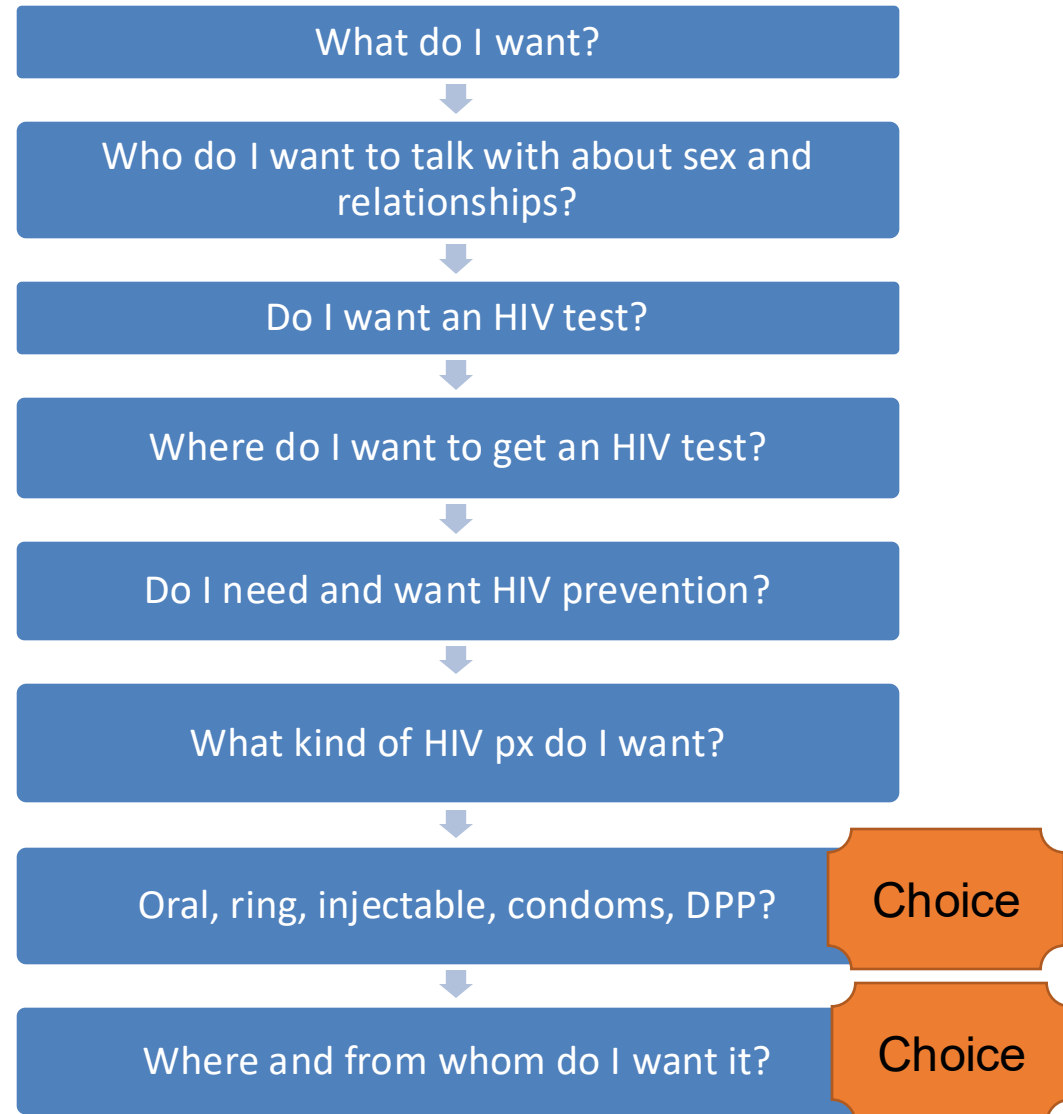 What do I want?
Who do I want to talk with about sex and
relationships?
Do I want an HIV test?
Where do I want to get an HIV test?
Do I need and want HIV prevention?
What kind of HIV px do I want?
Oral, ring, injectable, condoms, DPP?
Choice
Where and from whom do I want it?
Choice